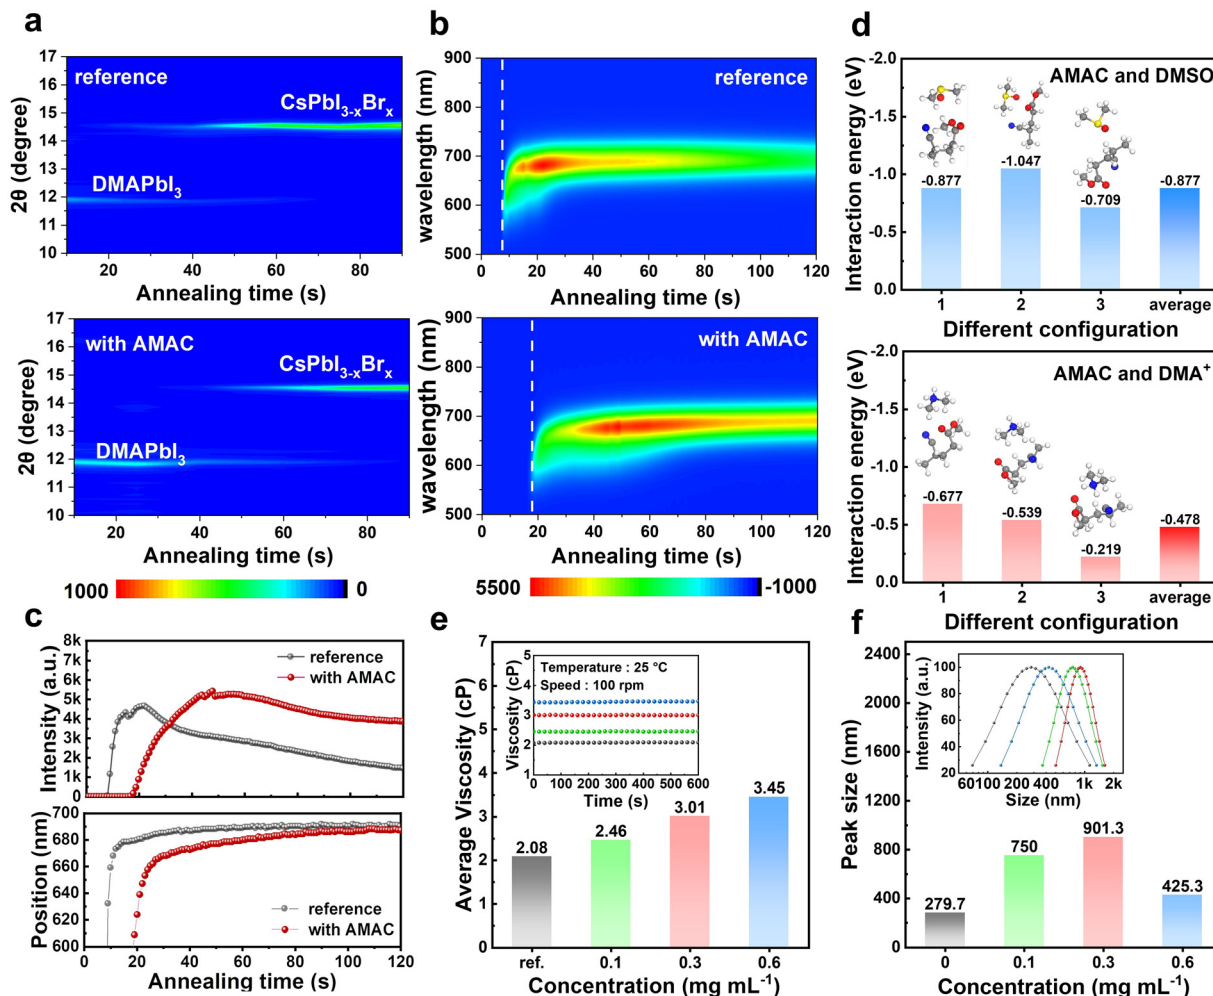 a
17
16
15
14
13
12
11
10
2θ (degree)
reference
CsPbI3-xBrx
DMAPbI3
20
40
60
80
Annealing time (s)
17
16
15
14
13
12
11
10
2θ (degree)
with AMAC
CsPbI3-xBrx
DMAPbI3
20
40
60
80
Annealing time (s)
1000
0
b
900
800
700
600
500
wavelength (nm)
reference
0
20
40
60
80
100
120
Annealing time (s)
900
800
700
600
500
wavelength (nm)
with AMAC
0
20
40
60
80
100
120
Annealing time (s)
5500
-1000
c
8k
7k
6k
5k
4k
3k
2k
1k
0
Intensity (a.u.)
reference
with AMAC
700
680
660
640
620
600
Position (nm)
reference
with AMAC
0
20
40
60
80
100
120
Annealing time (s)
d
-2.0
-1.5
-1.0
-0.5
0.0
Interaction energy (eV)
AMAC and DMSO
-0.877
-1.047
-0.709
-0.877
1
2
3
average
Different configuration
-2.0
-1.5
-1.0
-0.5
0.0
Interaction energy (eV)
AMAC and DMA+
-0.677
-0.539
-0.219
-0.478
1
2
3
average
Different configuration
e
7
6
5
4
3
2
1
0
Average Viscosity (cP)
5
4
3
2
1
Viscosity (cP)
Temperature : 25 °C
Speed : 100 rpm
0
100
200
300
400
500
600
Time (s)
2.08
2.46
3.01
3.45
ref.
0.1
0.3
0.6
Concentration (mg mL-1)
f
2400
2000
1600
1200
800
400
0
Peak size (nm)
100
80
60
40
20
Intensity (a.u.)
60
100
200
400
1k
2k
Size (nm)
279.7
750
901.3
425.3
0
0.1
0.3
0.6
Concentration (mg mL-1)